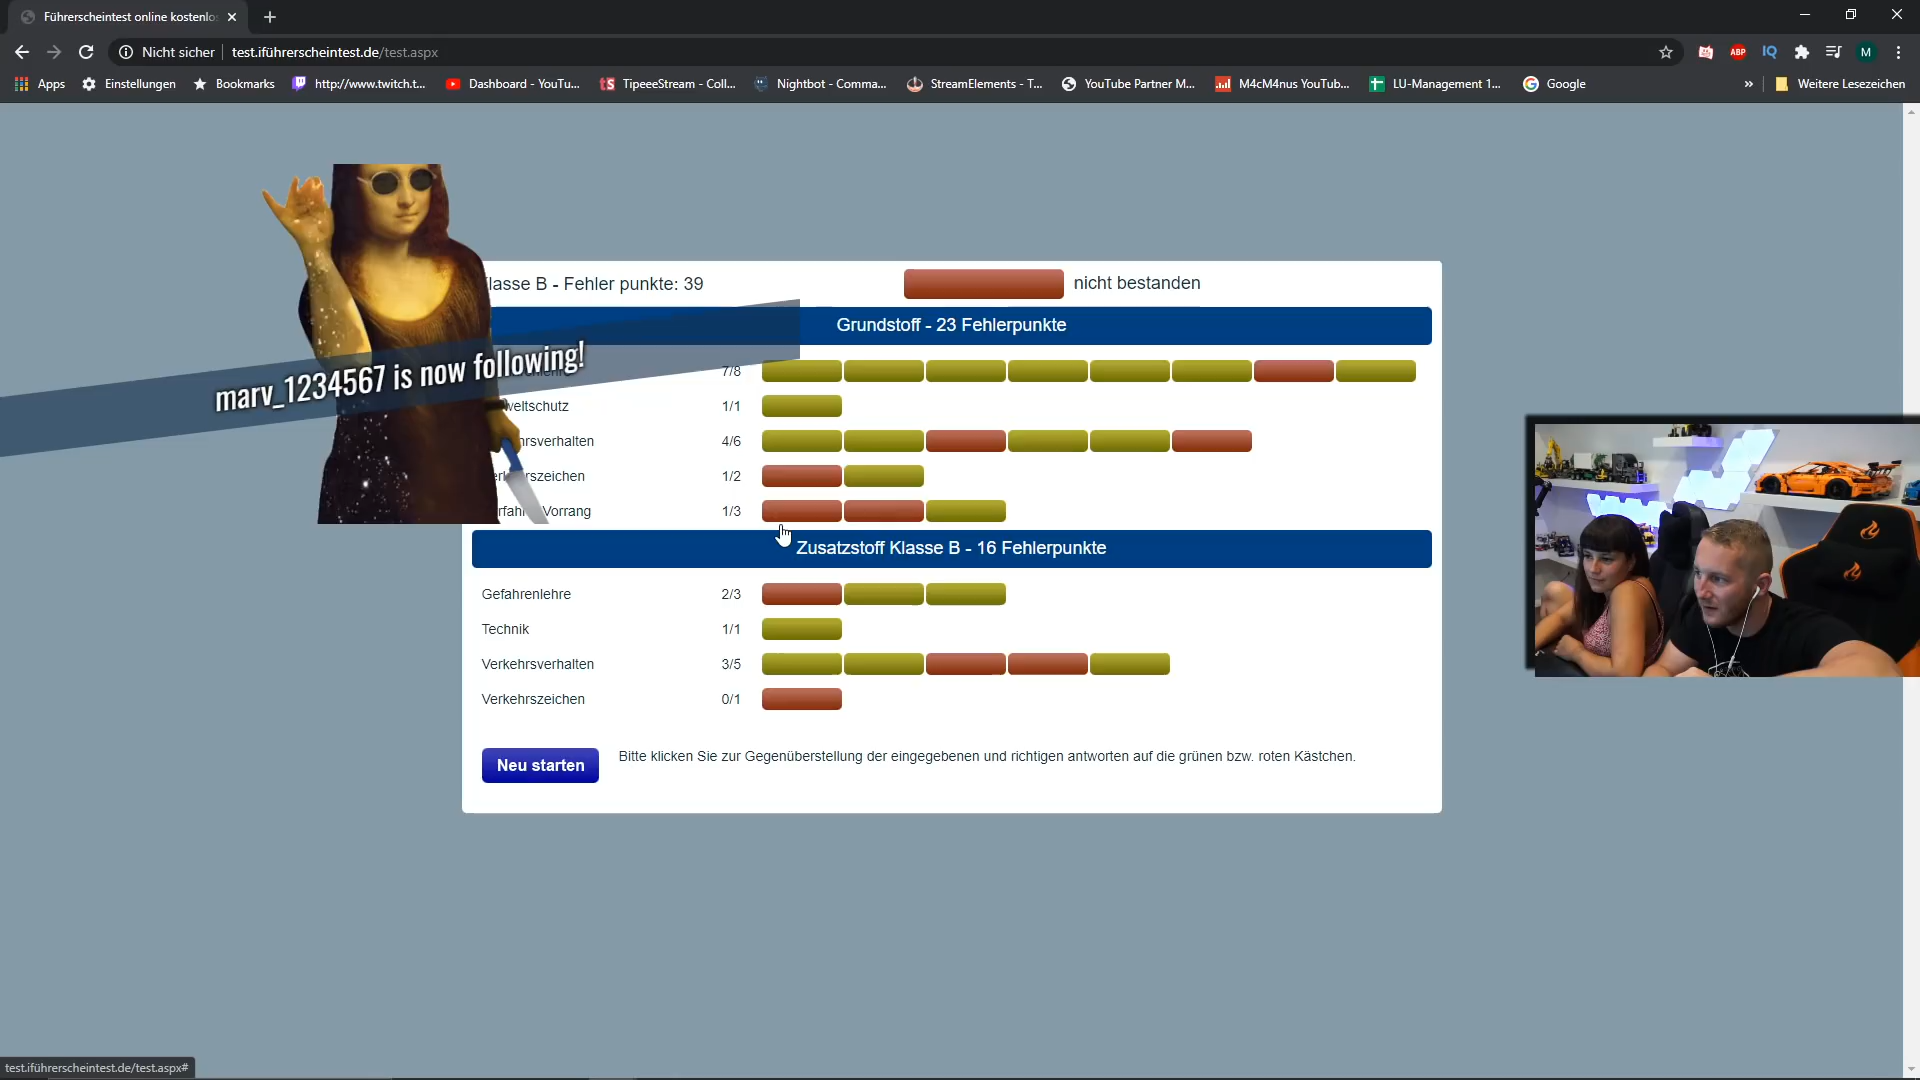 Führerscheintest online kostenlo
Nicht sicher test.iführerscheintest.de/test.aspx
ABP IQ M
Apps Einstellungen Bookmarks http://www.twitch.t... Dashboard - YouTu... TipeeeStream - Coll... Nightbot - Comma... StreamElements - T... YouTube Partner M... M4cM4nus YouTub... LU-Management 1... Google » Weitere Lesezeichen
lasse B - Fehler punkte: 39 nicht bestanden
Grundstoff - 23 Fehlerpunkte
marv_1234567 is now following!
7/8
weltschutz 1/1
hrsverhalten 4/6
rszeichen 1/2
Vorrang 1/3
Zusatzstoff Klasse B - 16 Fehlerpunkte
Gefahrenlehre 2/3
Technik 1/1
Verkehrsverhalten 3/5
Verkehrszeichen 0/1
Neu starten Bitte klicken Sie zur Gegenüberstellung der eingegebenen und richtigen antworten auf die grünen bzw. roten Kästchen.
test.iführerscheintest.de/test.aspx#